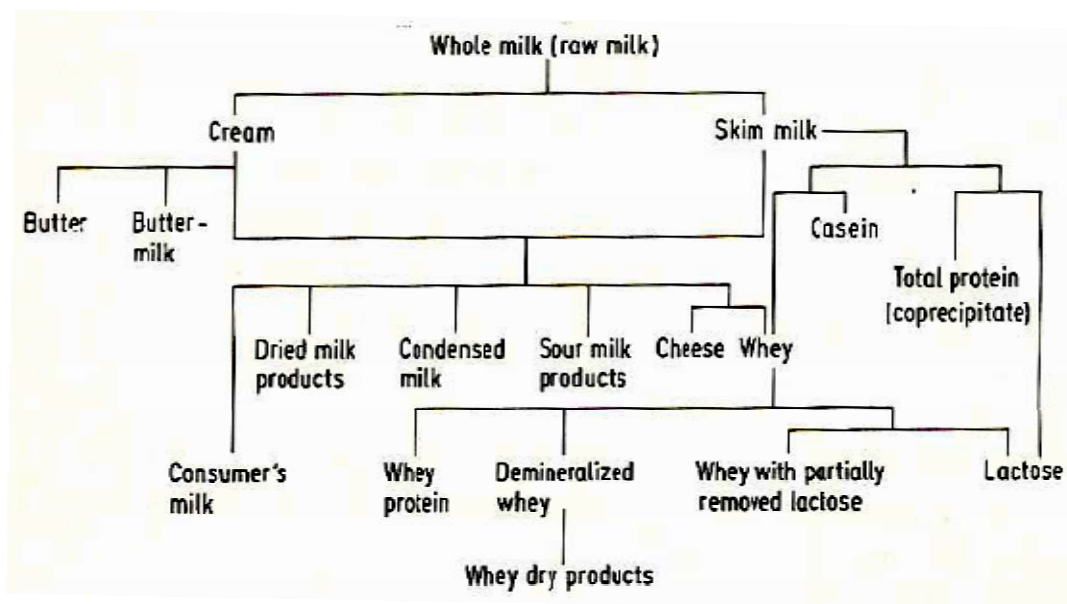 Whole milk (raw milk)
Cream
Skim milk
Butter
Butter-
milk
Casein
Total protein
(coprecipitate)
Dried milk
products
Condensed
milk
Sour milk
products
Cheese
Whey
Consumer's
milk
Whey
protein
Demineralized
whey
Whey with partially
removed lactose
Lactose
Whey dry products